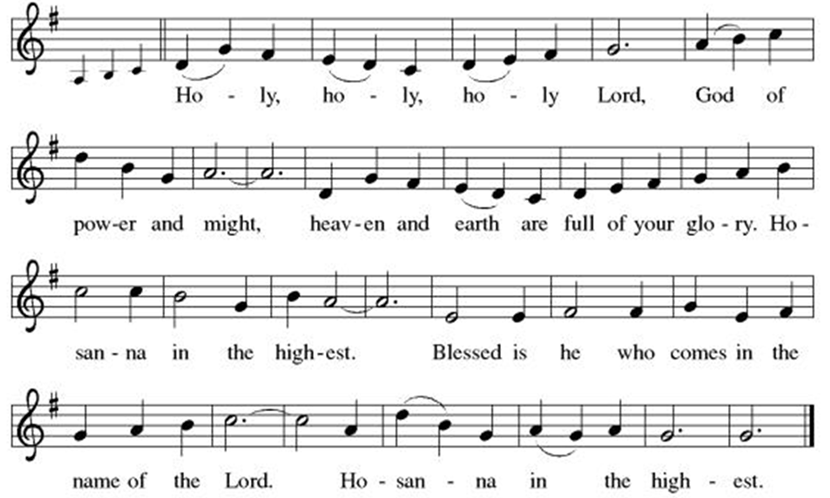 Ho - ly, ho - ly, ho - ly Lord, God of
pow-er and might, heav-en and earth are full of your glo - ry. Ho -
san - na in the high-est. Blessed is he who comes in the
name of the Lord. Ho - san - na in the high - est.